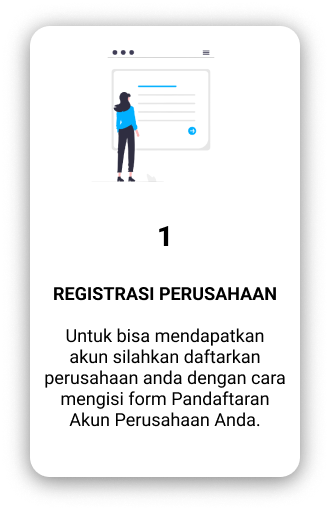 1
REGISTRASI PERUSAHAAN
Untuk bisa mendapatkan
akun silahkan daftarkan
perusahaan anda dengan cara
mengisi form Pandaftaran
Akun Perusahaan Anda.